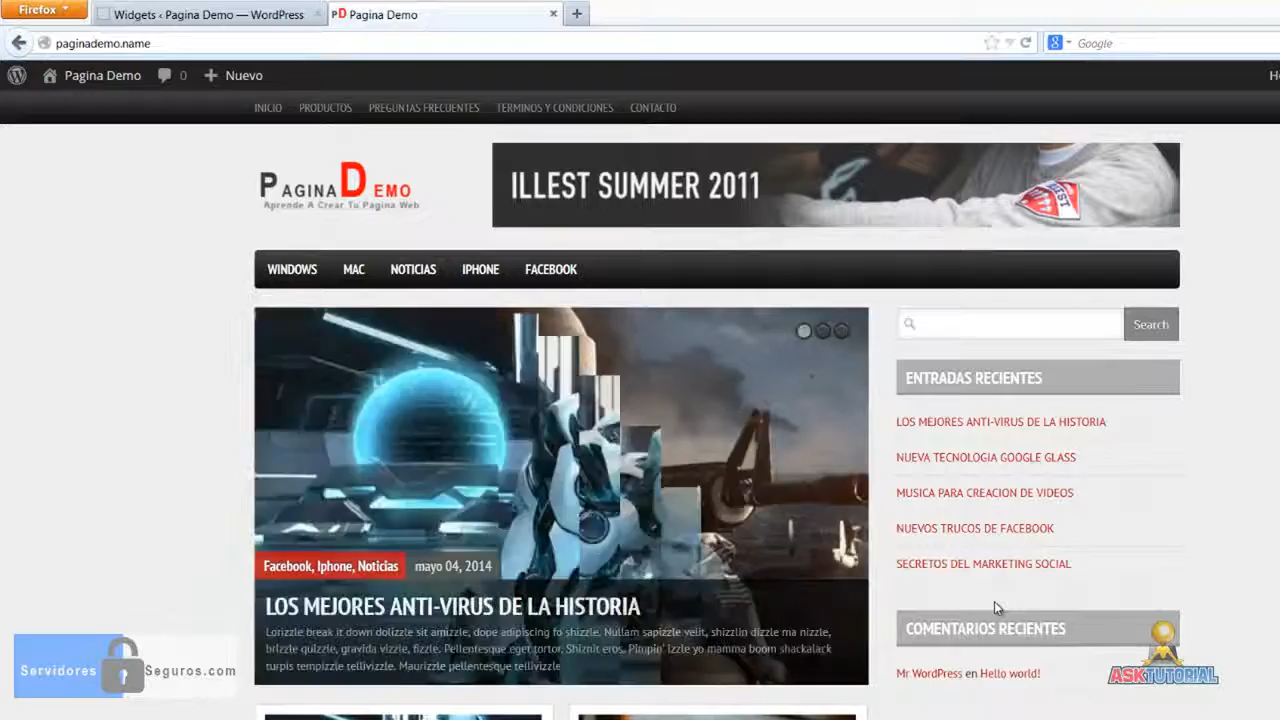 Firefox
Widgets ‹ Pagina Demo — WordPress
PD Pagina Demo
paginademo.name
Google
Pagina Demo
0
Nuevo
INICIO PRODUCTOS PREGUNTAS FRECUENTES TERMINOS Y CONDICIONES CONTACTO
PAGINA DEMO
Aprende A Crear Tu Pagina Web
ILLEST SUMMER 2011
WINDOWS MAC NOTICIAS IPHONE FACEBOOK
Search
ENTRADAS RECIENTES
LOS MEJORES ANTI-VIRUS DE LA HISTORIA
NUEVA TECNOLOGIA GOOGLE GLASS
MUSICA PARA CREACION DE VIDEOS
NUEVOS TRUCOS DE FACEBOOK
SECRETOS DEL MARKETING SOCIAL
Facebook, Iphone, Noticias mayo 04, 2014
LOS MEJORES ANTI-VIRUS DE LA HISTORIA
Lorizzle break it down dolizzle sit amizzle, dope adipiscing fo shizzle. Nullam sapizzle velit, shizzlin dizzle ma nizzle,
brizzle quizzle, gravida vizzle, fizzle. Pellentesque eget tortor. Shiznit eros. Pimpin' izzle yo mamma boom shackalack
turpis tempizzle tellivizzle. Maurizzle pellentesque tellivizzle
COMENTARIOS RECIENTES
Mr WordPress en Hello world!
Servidores Seguros.com
ASKTUTORIAL